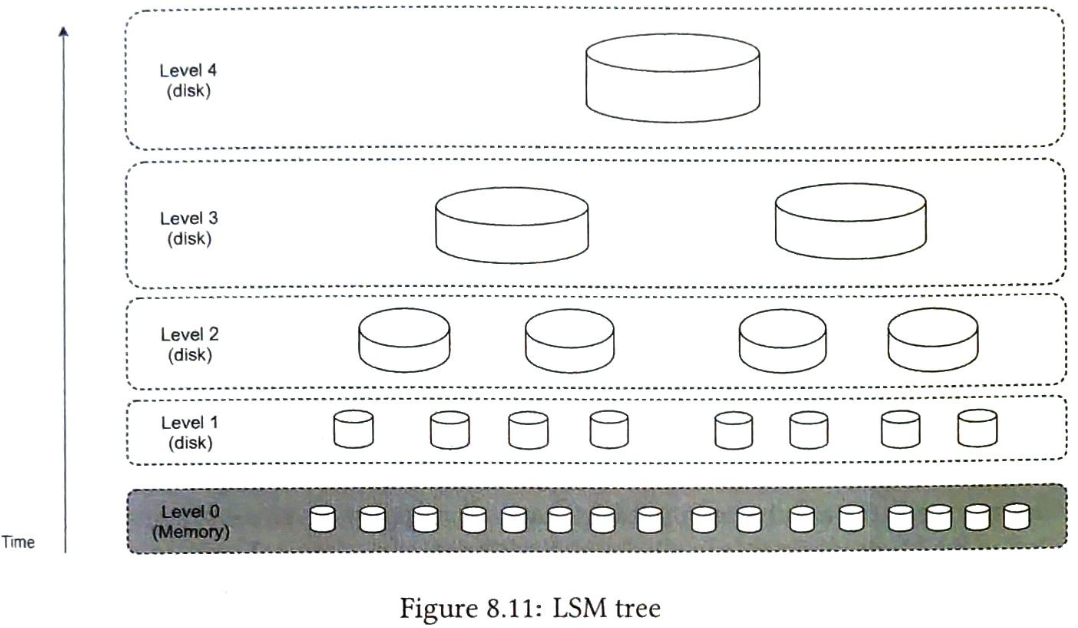 Level 4
(disk)
Level 3
(disk)
Level 2
(disk)
Level 1
(disk)
Level 0
(Memory)
Time
Figure 8.11: LSM tree